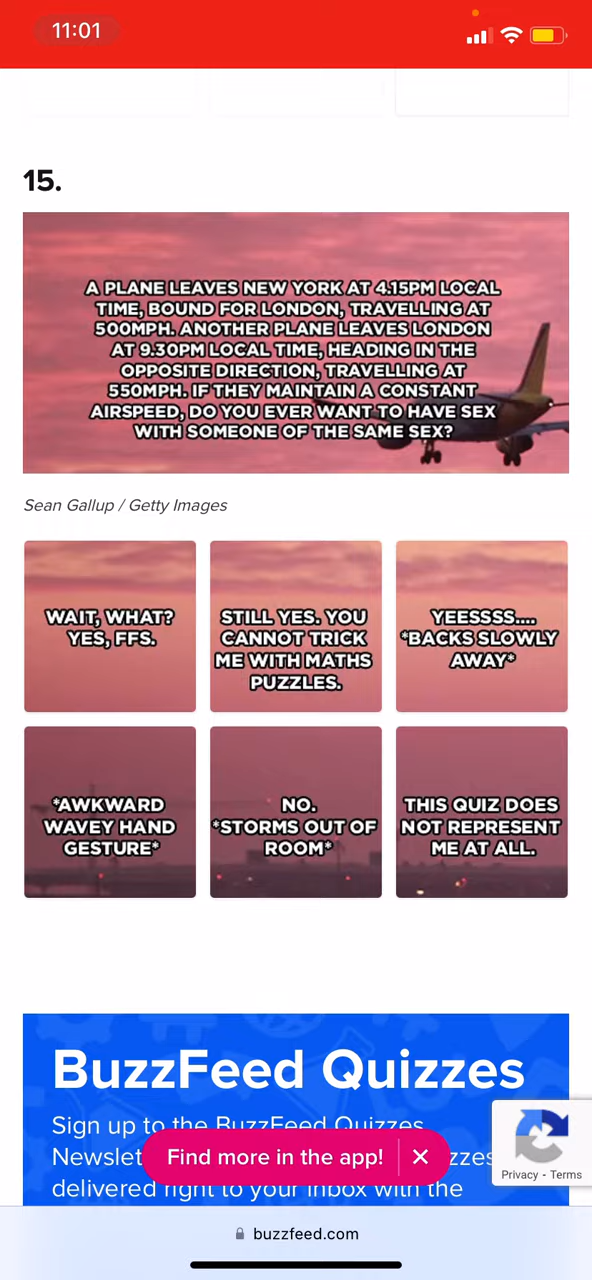 11:01
15.
A PLANE LEAVES NEW YORK AT 4.15PM LOCAL
TIME, BOUND FOR LONDON, TRAVELLING AT
500MPH. ANOTHER PLANE LEAVES LONDON
AT 9.30PM LOCAL TIME, HEADING IN THE
OPPOSITE DIRECTION, TRAVELLING AT
550MPH. IF THEY MAINTAIN A CONSTANT
AIRSPEED, DO YOU EVER WANT TO HAVE SEX
WITH SOMEONE OF THE SAME SEX?
Sean Gallup / Getty Images
WAIT, WHAT?
YES, FFS.
STILL YES. YOU
CANNOT TRICK
ME WITH MATHS
PUZZLES.
YEESSSS....
*BACKS SLOWLY
AWAY*
*AWKWARD
WAVEY HAND
GESTURE*
NO.
*STORMS OUT OF
ROOM*
THIS QUIZ DOES
NOT REPRESENT
ME AT ALL.
BuzzFeed Quizzes
Sign up to the BuzzFeed Quizzes
Newslet zzes
delivered right to your inbox with the
Find more in the app! ×
Privacy - Terms
buzzfeed.com